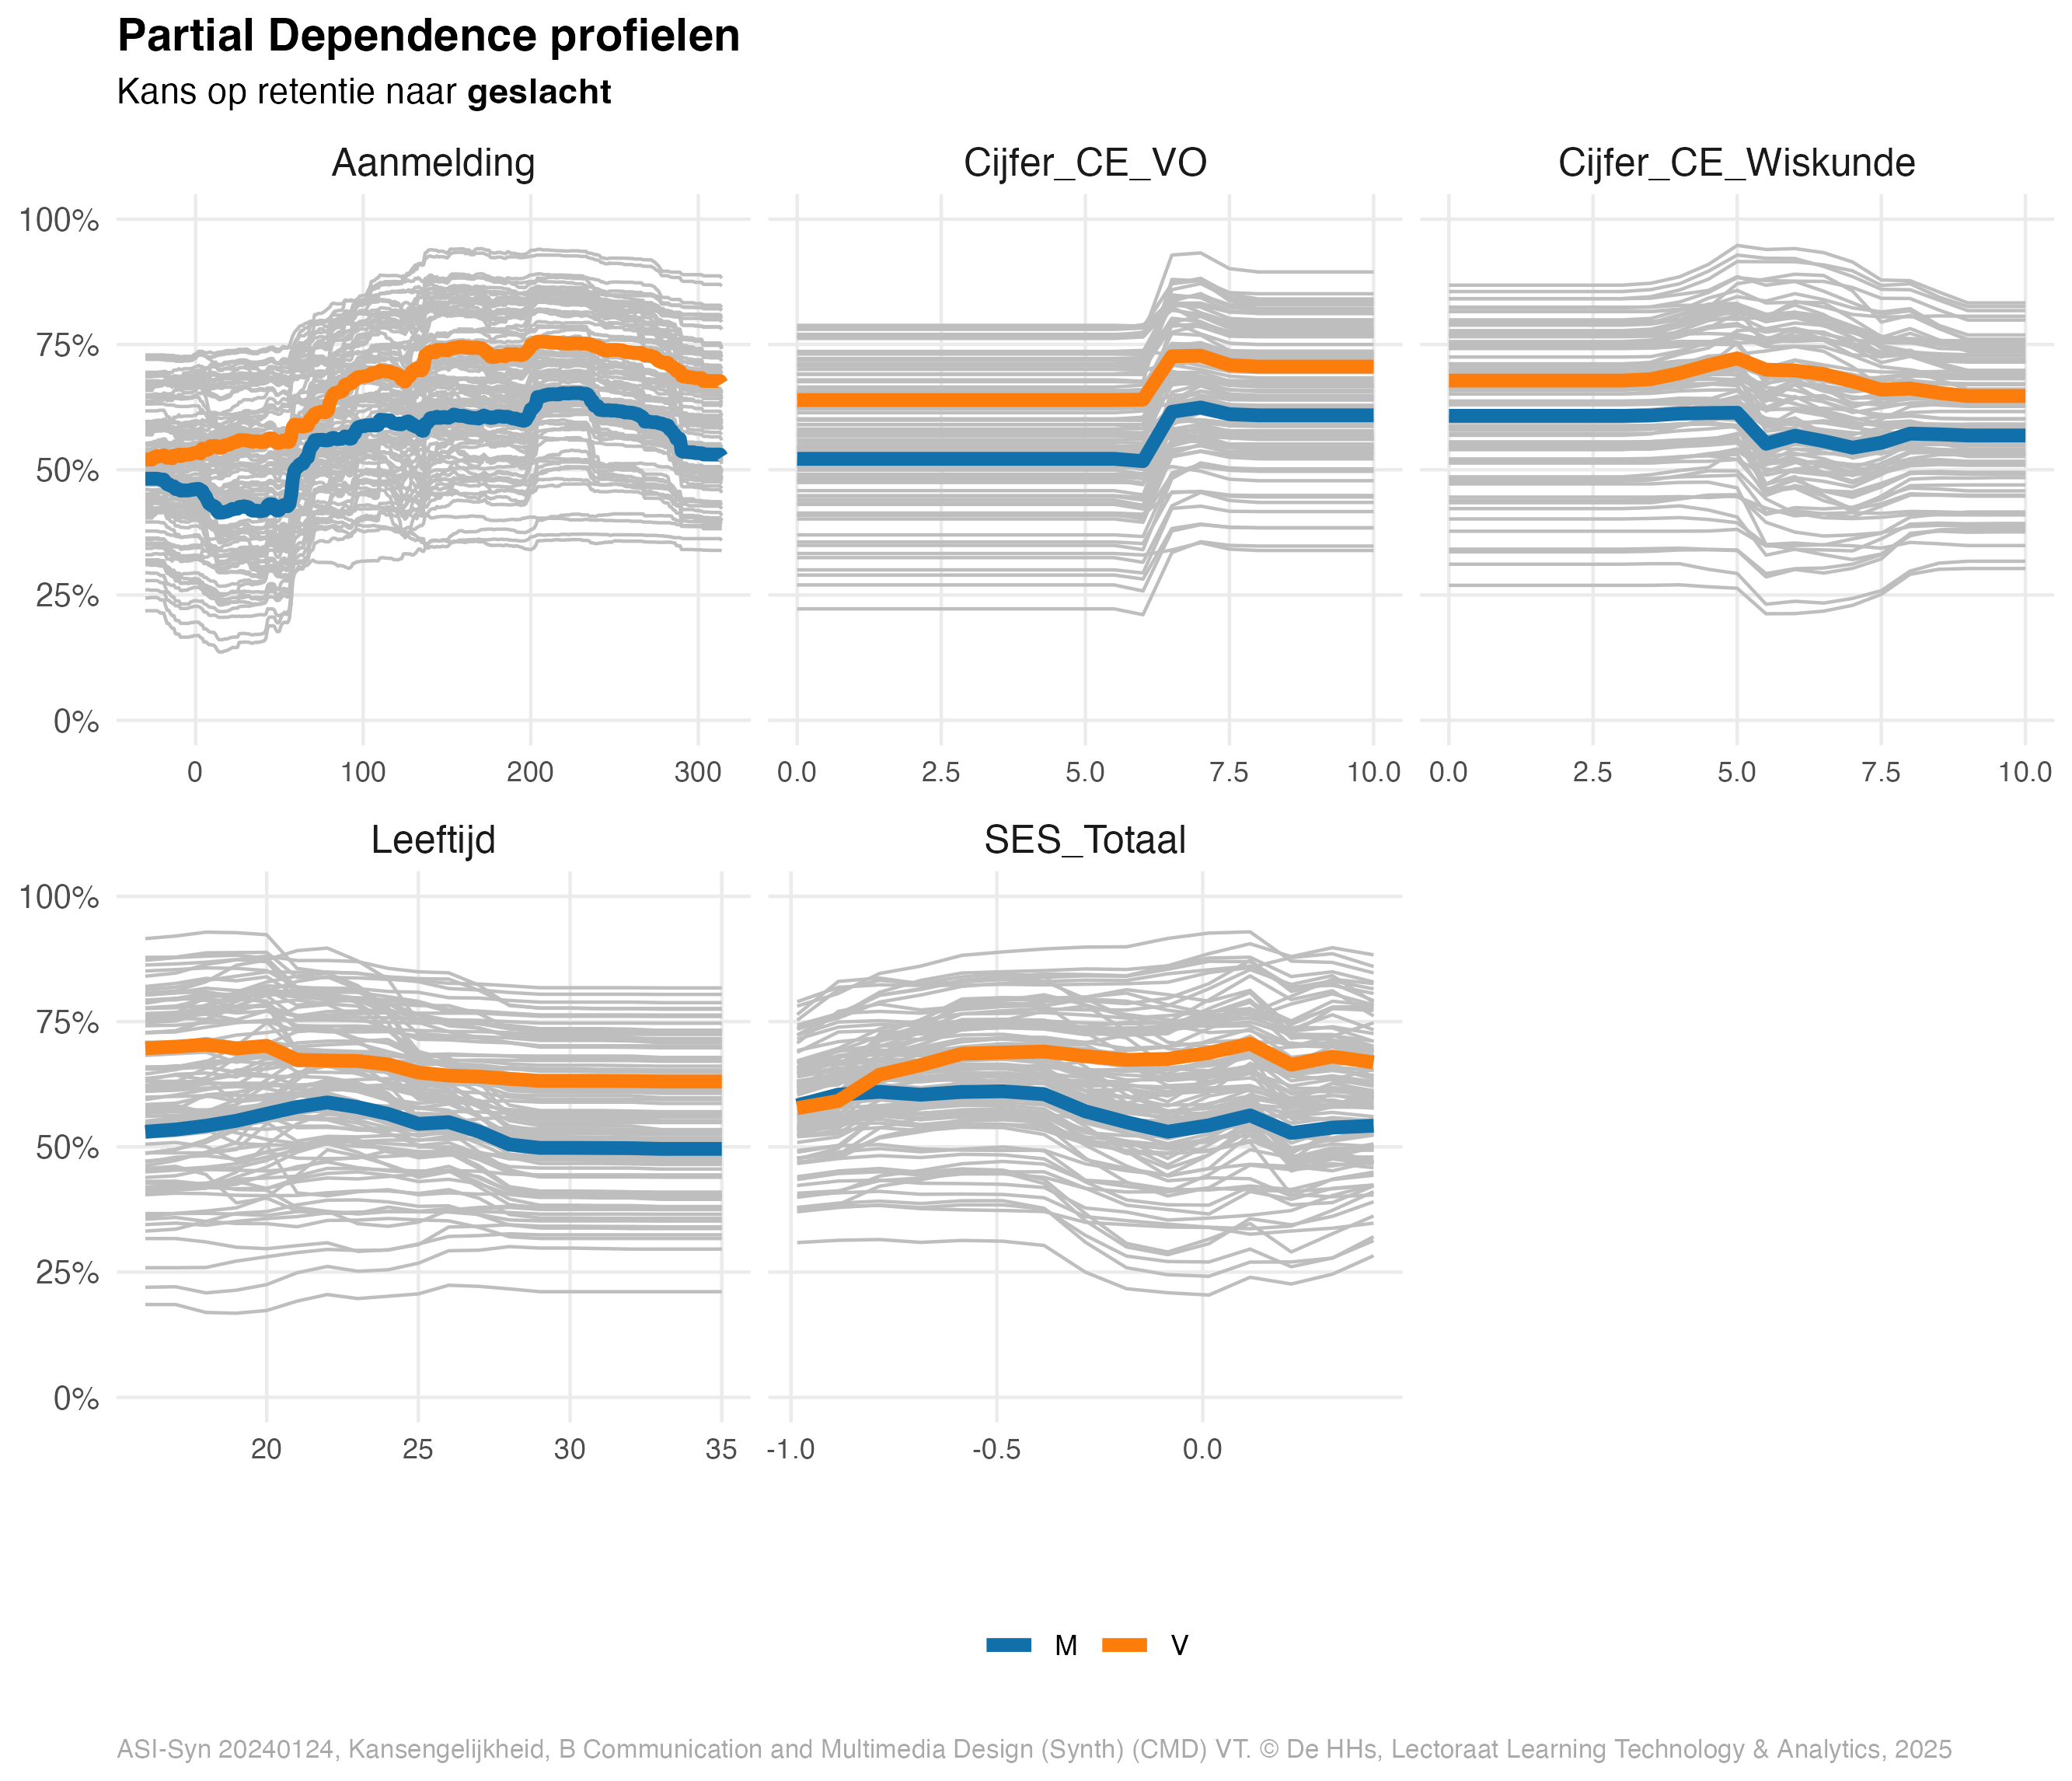 Partial Dependence profielen
Kans op retentie naar geslacht
Aanmelding
Cijfer_CE_VO
Cijfer_CE_Wiskunde
100%
75%
50%
25%
0%
0 100 200 300
0.0 2.5 5.0 7.5 10.0
0.0 2.5 5.0 7.5 10.0
Leeftijd
SES_Totaal
100%
75%
50%
25%
0%
20 25 30 35
-1.0 -0.5 0.0
M V
ASI-Syn 20240124, Kansengelijkheid, B Communication and Multimedia Design (Synth) (CMD) VT. © De HHs, Lectoraat Learning Technology & Analytics, 2025